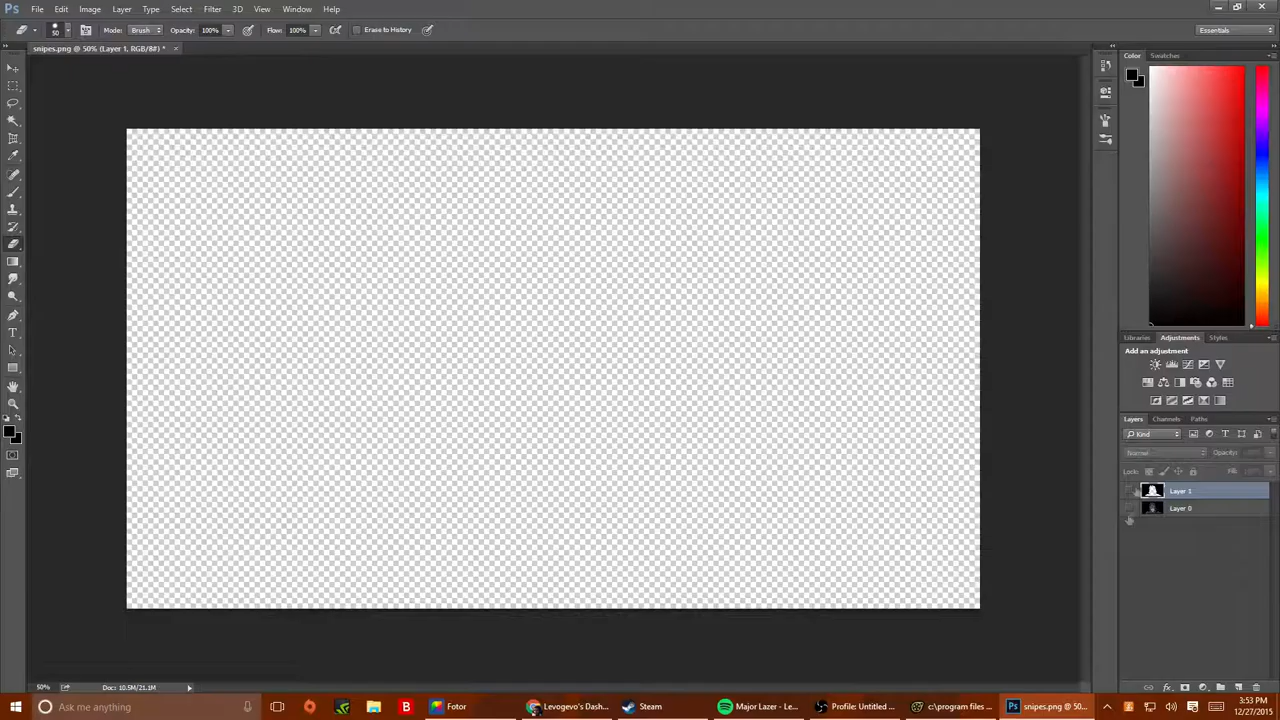 Ps File Edit Image Layer Type Select Filter 3D View Window Help
50 Mode: Brush Opacity: 100% Flow: 100% Erase to History Essentials
snipes.png @ 50% (Layer 1, RGB/8#) * ×
Color Swatches
Libraries Adjustments Styles
Add an adjustment
Layers Channels Paths
Kind
Normal Opacity:
Lock: Fill:
Layer 1
Layer 0
50% Doc: 10.5M/21.1M
Ask me anything B Fotor Levogevo's Dash... Steam Major Lazer - Le... Profile: Untitled ... c:\program files ... Ps snipes.png @ 50... 3:53 PM
12/27/2015